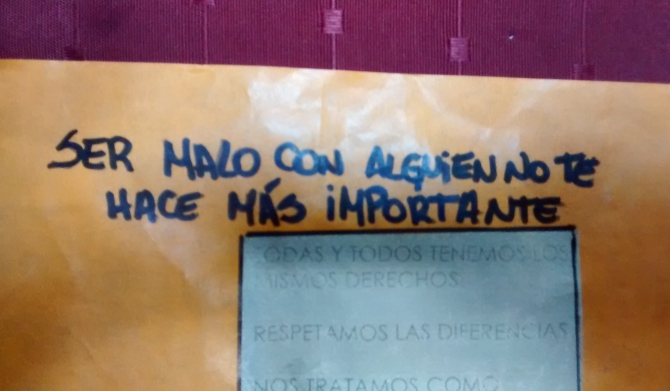 SER MALO CON ALGUIEN NO TE
HACE MÁS IMPORTANTE
TODAS Y TODOS TENEMOS LOS
MISMOS DERECHOS
RESPETAMOS LAS DIFERENCIAS
NOS TRATAMOS COMO